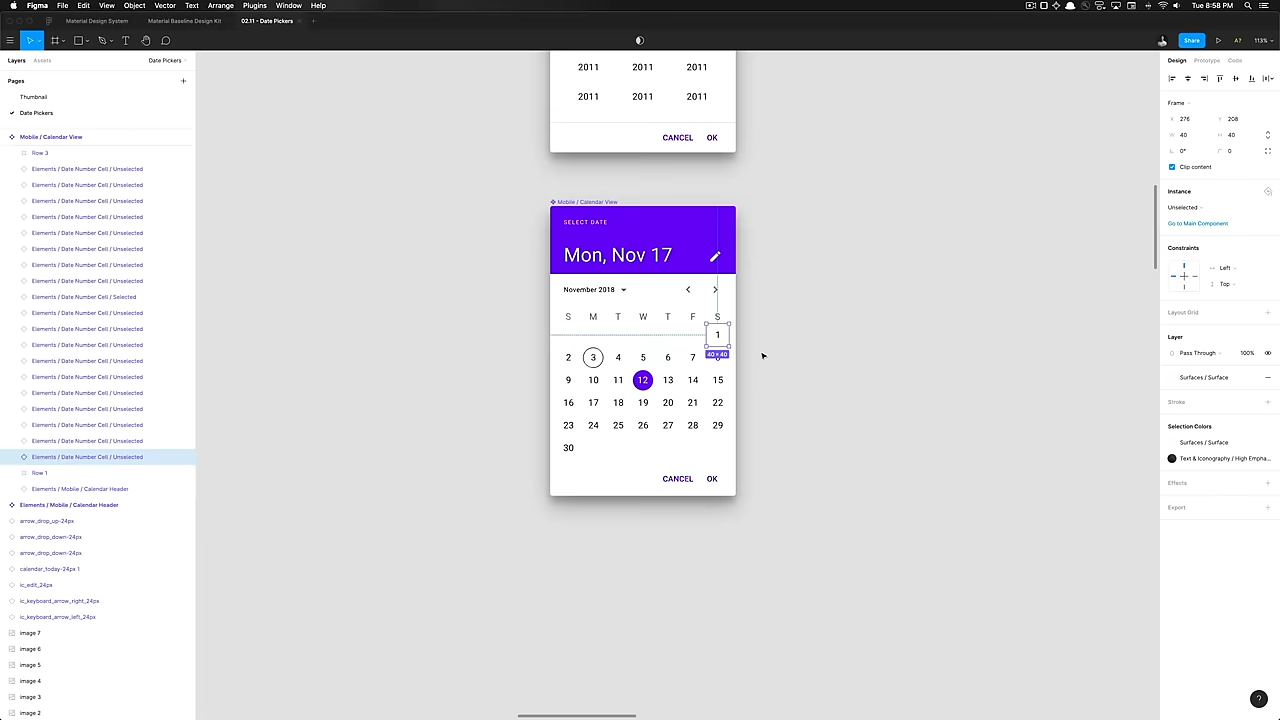 Figma File Edit View Object Vector Text Arrange Plugins Window Help Tue 8:58 PM
Material Design System Material Baseline Design Kit 02.11 - Date Pickers × +
Share A? 113%
Layers Assets Date Pickers
Design Prototype Code
Pages +
Thumbnail
Date Pickers
Mobile / Calendar View
Row 3
Elements / Date Number Cell / Unselected
Elements / Date Number Cell / Unselected
Elements / Date Number Cell / Unselected
Elements / Date Number Cell / Unselected
Elements / Date Number Cell / Unselected
Elements / Date Number Cell / Unselected
Elements / Date Number Cell / Unselected
Elements / Date Number Cell / Unselected
Elements / Date Number Cell / Selected
Elements / Date Number Cell / Unselected
Elements / Date Number Cell / Unselected
Elements / Date Number Cell / Unselected
Elements / Date Number Cell / Unselected
Elements / Date Number Cell / Unselected
Elements / Date Number Cell / Unselected
Elements / Date Number Cell / Unselected
Elements / Date Number Cell / Unselected
Elements / Date Number Cell / Unselected
Elements / Date Number Cell / Unselected
Row 1
Elements / Mobile / Calendar Header
Elements / Mobile / Calendar Header
arrow_drop_up-24px
arrow_drop_down-24px
arrow_drop_down-24px
calendar_today-24px 1
ic_edit_24px
ic_keyboard_arrow_right_24px
ic_keyboard_arrow_left_24px
image 7
image 6
image 5
image 4
image 3
image 2
2011 2011 2011
2011 2011 2011
CANCEL OK
Mobile / Calendar View
SELECT DATE
Mon, Nov 17
November 2018
S M T W T F S
1
40 × 40
2 3 4 5 6 7
9 10 11 12 13 14 15
16 17 18 19 20 21 22
23 24 25 26 27 28 29
30
CANCEL OK
Frame
X 276 Y 208
W 40 H 40
0° 0
Clip content
Instance
Unselected
Go to Main Component
Constraints
Left
Top
Layout Grid +
Layer
Pass Through 100%
Surfaces / Surface
Stroke +
Selection Colors
Surfaces / Surface
Text & Iconography / High Empha...
Effects +
Export +
?